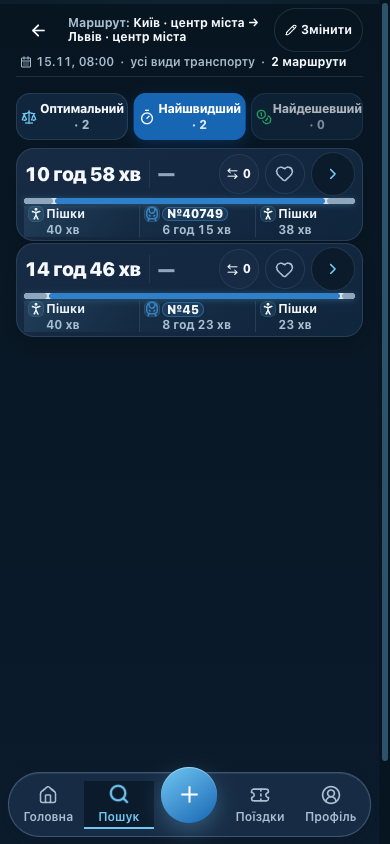 Маршрут: Київ · центр міста →
Львів · центр міста
Змінити
15.11, 08:00 · усі види транспорту · 2 маршрути
Оптимальний
· 2
Найшвидший
· 2
Найдешевший
· 0
10 год 58 хв
—
0
Пішки
40 хв
№40749
6 год 15 хв
Пішки
38 хв
14 год 46 хв
—
0
Пішки
40 хв
№45
8 год 23 хв
Пішки
23 хв
Головна
Пошук
Поїздки
Профіль